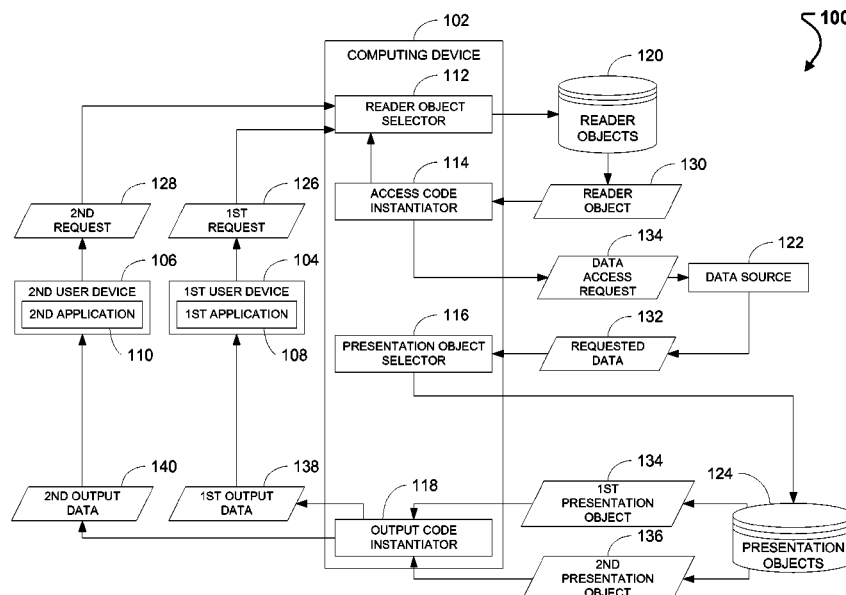 100
102
COMPUTING DEVICE
112
READER OBJECT
SELECTOR
120
READER
OBJECTS
114
ACCESS CODE
INSTANTIATOR
130
READER
OBJECT
128
2ND
REQUEST
126
1ST
REQUEST
134
DATA
ACCESS
REQUEST
122
DATA SOURCE
106
2ND USER DEVICE
2ND APPLICATION
110
104
1ST USER DEVICE
1ST APPLICATION
108
116
PRESENTATION OBJECT
SELECTOR
132
REQUESTED
DATA
140
2ND OUTPUT
DATA
138
1ST OUTPUT
DATA
118
OUTPUT CODE
INSTANTIATOR
134
1ST
PRESENTATION
OBJECT
124
PRESENTATION
OBJECTS
136
2ND
PRESENTATION
OBJECT